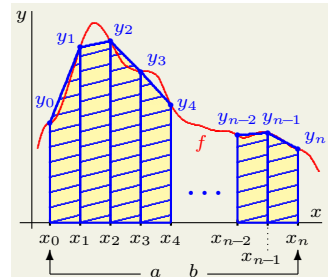 y
y₁ y₂
y₃
y₀ y₄
yₙ₋₂ yₙ₋₁
f yₙ
. . .
x
x₀ x₁ x₂ x₃ x₄ xₙ₋₂ xₙ
xₙ₋₁
a b